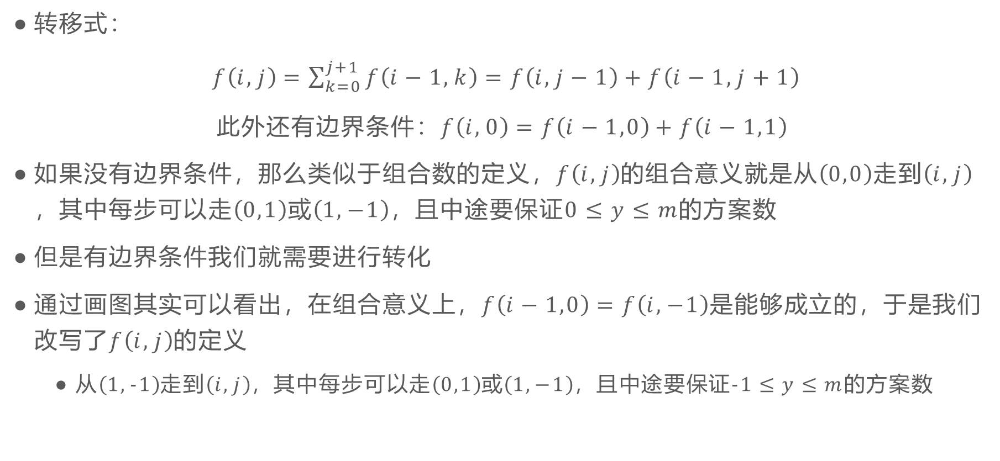 ● 转移式：
f(i, j) = ∑_{k=0}^{j+1} f(i − 1, k) = f(i, j − 1) + f(i − 1, j + 1)
此外还有边界条件：f(i, 0) = f(i − 1,0) + f(i − 1,1)
● 如果没有边界条件，那么类似于组合数的定义，f(i, j)的组合意义就是从(0,0)走到(i, j)
，其中每步可以走(0,1)或(1, −1)，且中途要保证0 ≤ y ≤ m的方案数
● 但是有边界条件我们就需要进行转化
● 通过画图其实可以看出，在组合意义上，f(i − 1,0) = f(i, −1)是能够成立的，于是我们
改写了f(i, j)的定义
● 从(1, -1)走到(i, j)，其中每步可以走(0,1)或(1, −1)，且中途要保证-1 ≤ y ≤ m的方案数